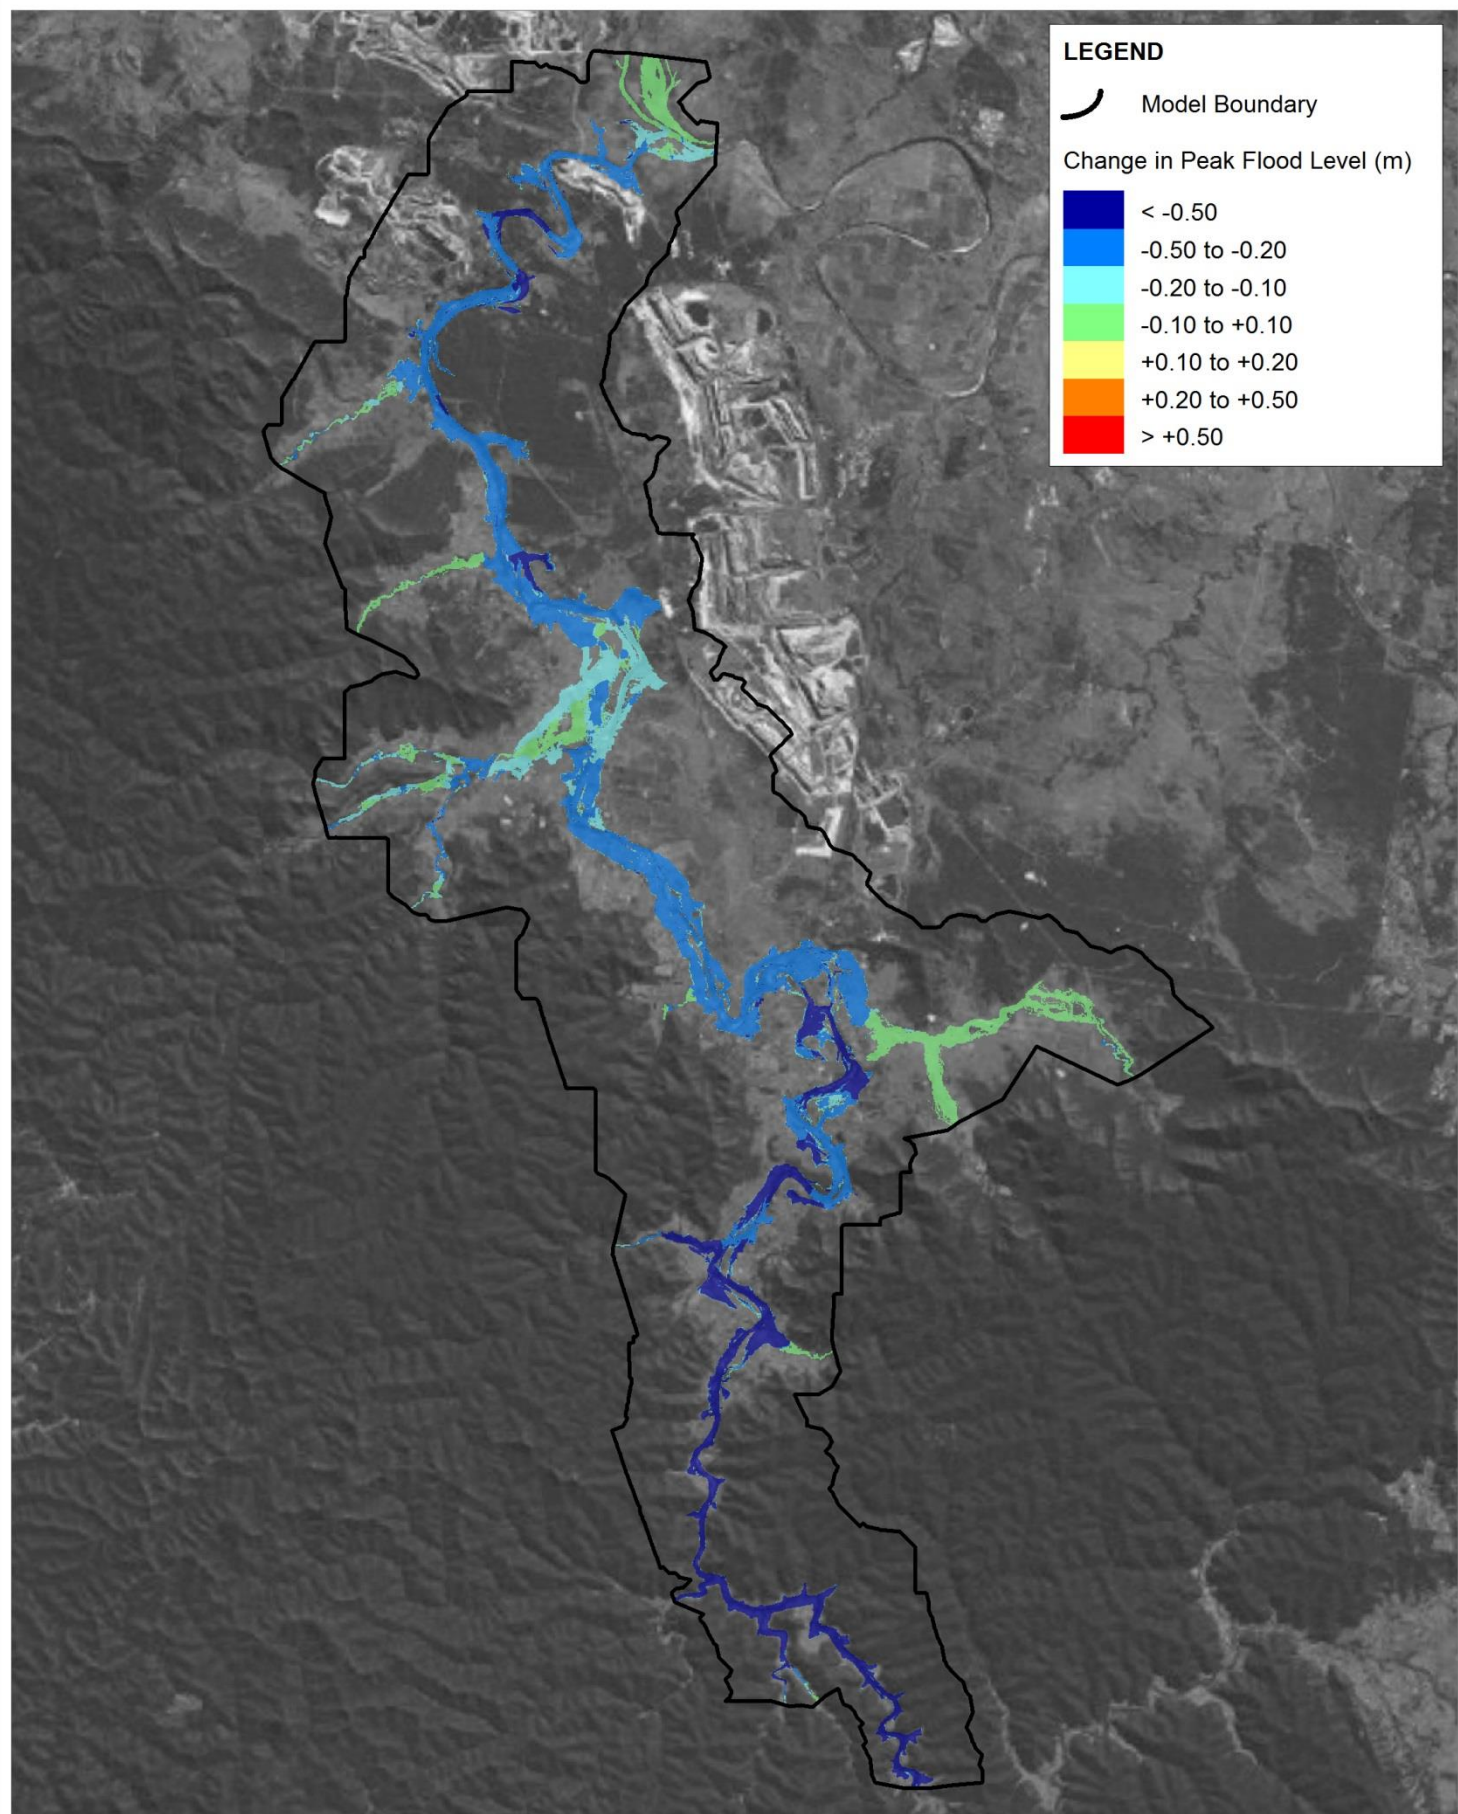 LEGEND
Model Boundary
Change in Peak Flood Level (m)
< -0.50
-0.50 to -0.20
-0.20 to -0.10
-0.10 to +0.10
+0.10 to +0.20
+0.20 to +0.50
> +0.50